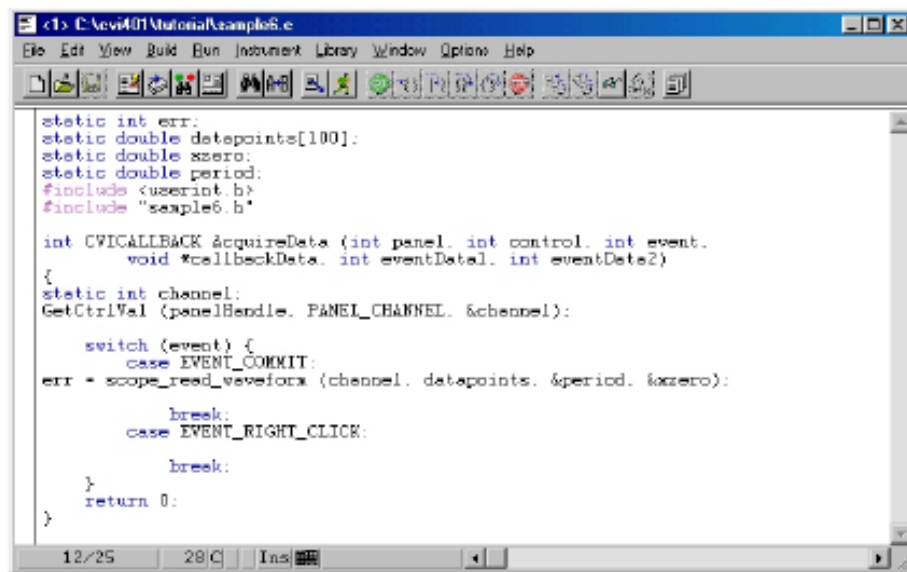 <1> C:\cvi401\tutorial\sample6.c
File Edit View Build Run Instrument Library Window Options Help
static int err;
static double datapoints[100];
static double xzero;
static double period;
#include <userint.h>
#include "sample6.h"
int CVICALLBACK AcquireData (int panel, int control, int event,
void *callbackData, int eventData1, int eventData2)
{
static int channel;
GetCtrlVal (panelHandle, PANEL_CHANNEL, &channel);
switch (event) {
case EVENT_COMMIT:
err = scope_read_waveform (channel, datapoints, &period, &xzero);
break;
case EVENT_RIGHT_CLICK:
break;
}
return 0;
}
12/25 28 C Ins